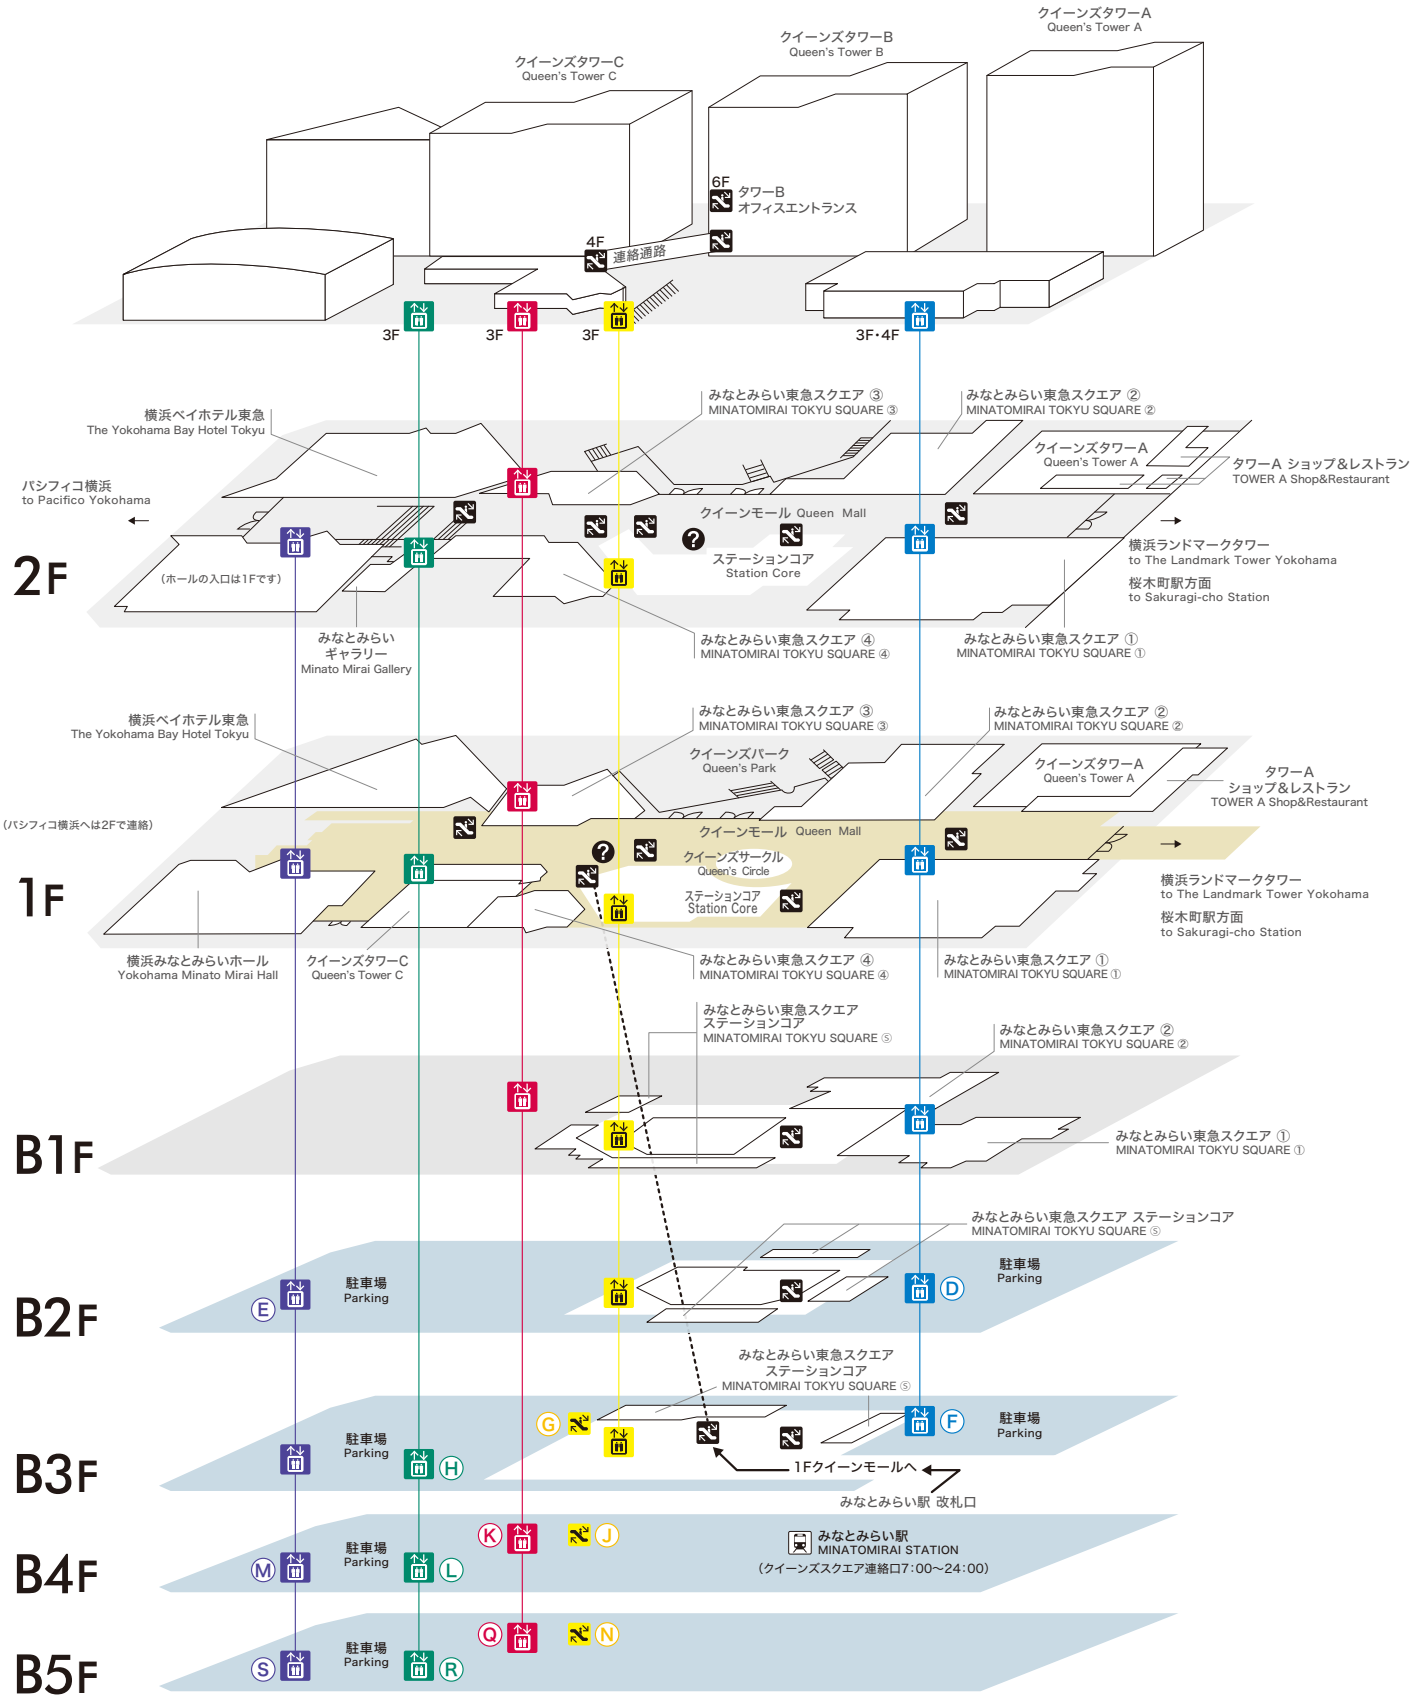 クイーンズタワーA
Queen's Tower A
クイーンズタワーB
Queen's Tower B
クイーンズタワーC
Queen's Tower C
6F
タワーB
オフィスエントランス
4F
連絡通路
3F
3F
3F
3F・4F
みなとみらい東急スクエア ③
MINATOMIRAI TOKYU SQUARE ③
みなとみらい東急スクエア ②
MINATOMIRAI TOKYU SQUARE ②
横浜ベイホテル東急
The Yokohama Bay Hotel Tokyu
クイーンズタワーA
Queen's Tower A
タワーA ショップ&レストラン
TOWER A Shop&Restaurant
パシフィコ横浜
to Pacifico Yokohama
クイーンモール Queen Mall
?
ステーションコア
Station Core
横浜ランドマークタワー
to The Landmark Tower Yokohama
桜木町駅方面
to Sakuragi-cho Station
2F
(ホールの入口は1Fです)
みなとみらい
ギャラリー
Minato Mirai Gallery
みなとみらい東急スクエア ④
MINATOMIRAI TOKYU SQUARE ④
みなとみらい東急スクエア ①
MINATOMIRAI TOKYU SQUARE ①
横浜ベイホテル東急
The Yokohama Bay Hotel Tokyu
みなとみらい東急スクエア ③
MINATOMIRAI TOKYU SQUARE ③
みなとみらい東急スクエア ②
MINATOMIRAI TOKYU SQUARE ②
クイーンズパーク
Queen's Park
クイーンズタワーA
Queen's Tower A
タワーA
ショップ&レストラン
TOWER A Shop&Restaurant
(パシフィコ横浜へは2Fで連絡)
クイーンモール Queen Mall
?
クイーンズサークル
Queen's Circle
ステーションコア
Station Core
1F
横浜ランドマークタワー
to The Landmark Tower Yokohama
桜木町駅方面
to Sakuragi-cho Station
横浜みなとみらいホール
Yokohama Minato Mirai Hall
クイーンズタワーC
Queen's Tower C
みなとみらい東急スクエア ④
MINATOMIRAI TOKYU SQUARE ④
みなとみらい東急スクエア ①
MINATOMIRAI TOKYU SQUARE ①
みなとみらい東急スクエア
ステーションコア
MINATOMIRAI TOKYU SQUARE Ⓢ
みなとみらい東急スクエア ②
MINATOMIRAI TOKYU SQUARE ②
B1F
みなとみらい東急スクエア ①
MINATOMIRAI TOKYU SQUARE ①
みなとみらい東急スクエア ステーションコア
MINATOMIRAI TOKYU SQUARE Ⓢ
B2F
E
駐車場
Parking
D
駐車場
Parking
みなとみらい東急スクエア
ステーションコア
MINATOMIRAI TOKYU SQUARE Ⓢ
B3F
駐車場
Parking
H
G
F
駐車場
Parking
1Fクイーンモールへ
みなとみらい駅 改札口
B4F
M
駐車場
Parking
L
K
J
みなとみらい駅
MINATOMIRAI STATION
(クイーンズスクエア連絡口7:00〜24:00)
B5F
S
駐車場
Parking
R
Q
N